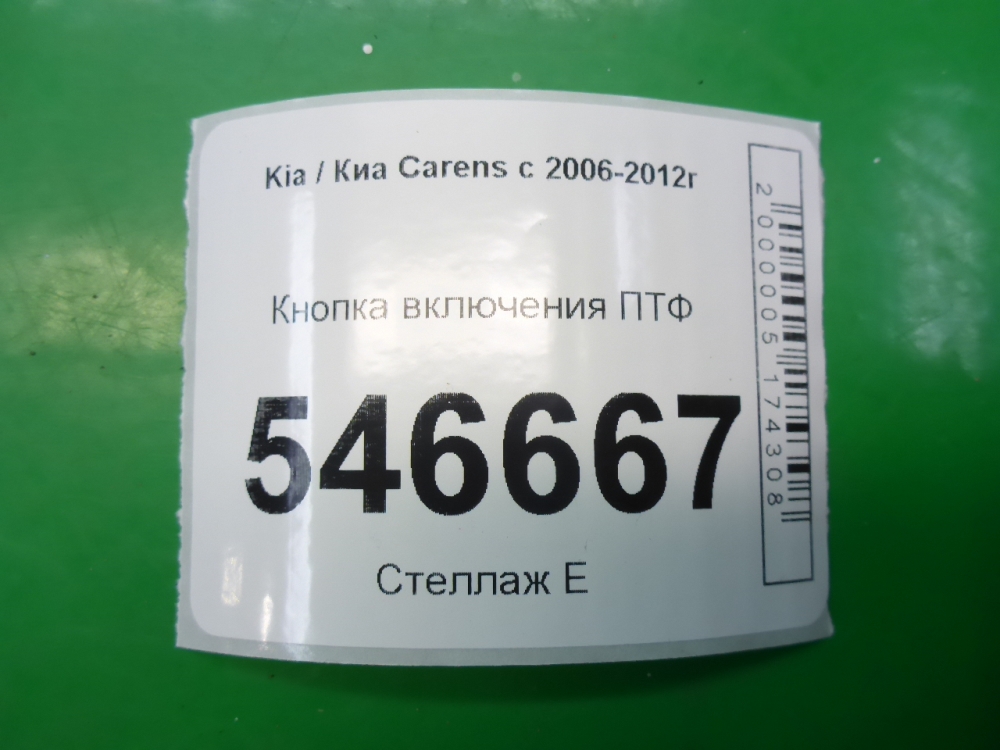 Kia / Киа Carens с 2006-2012г
Кнопка включения ПТФ
546667
Стеллаж Е
2000005174308